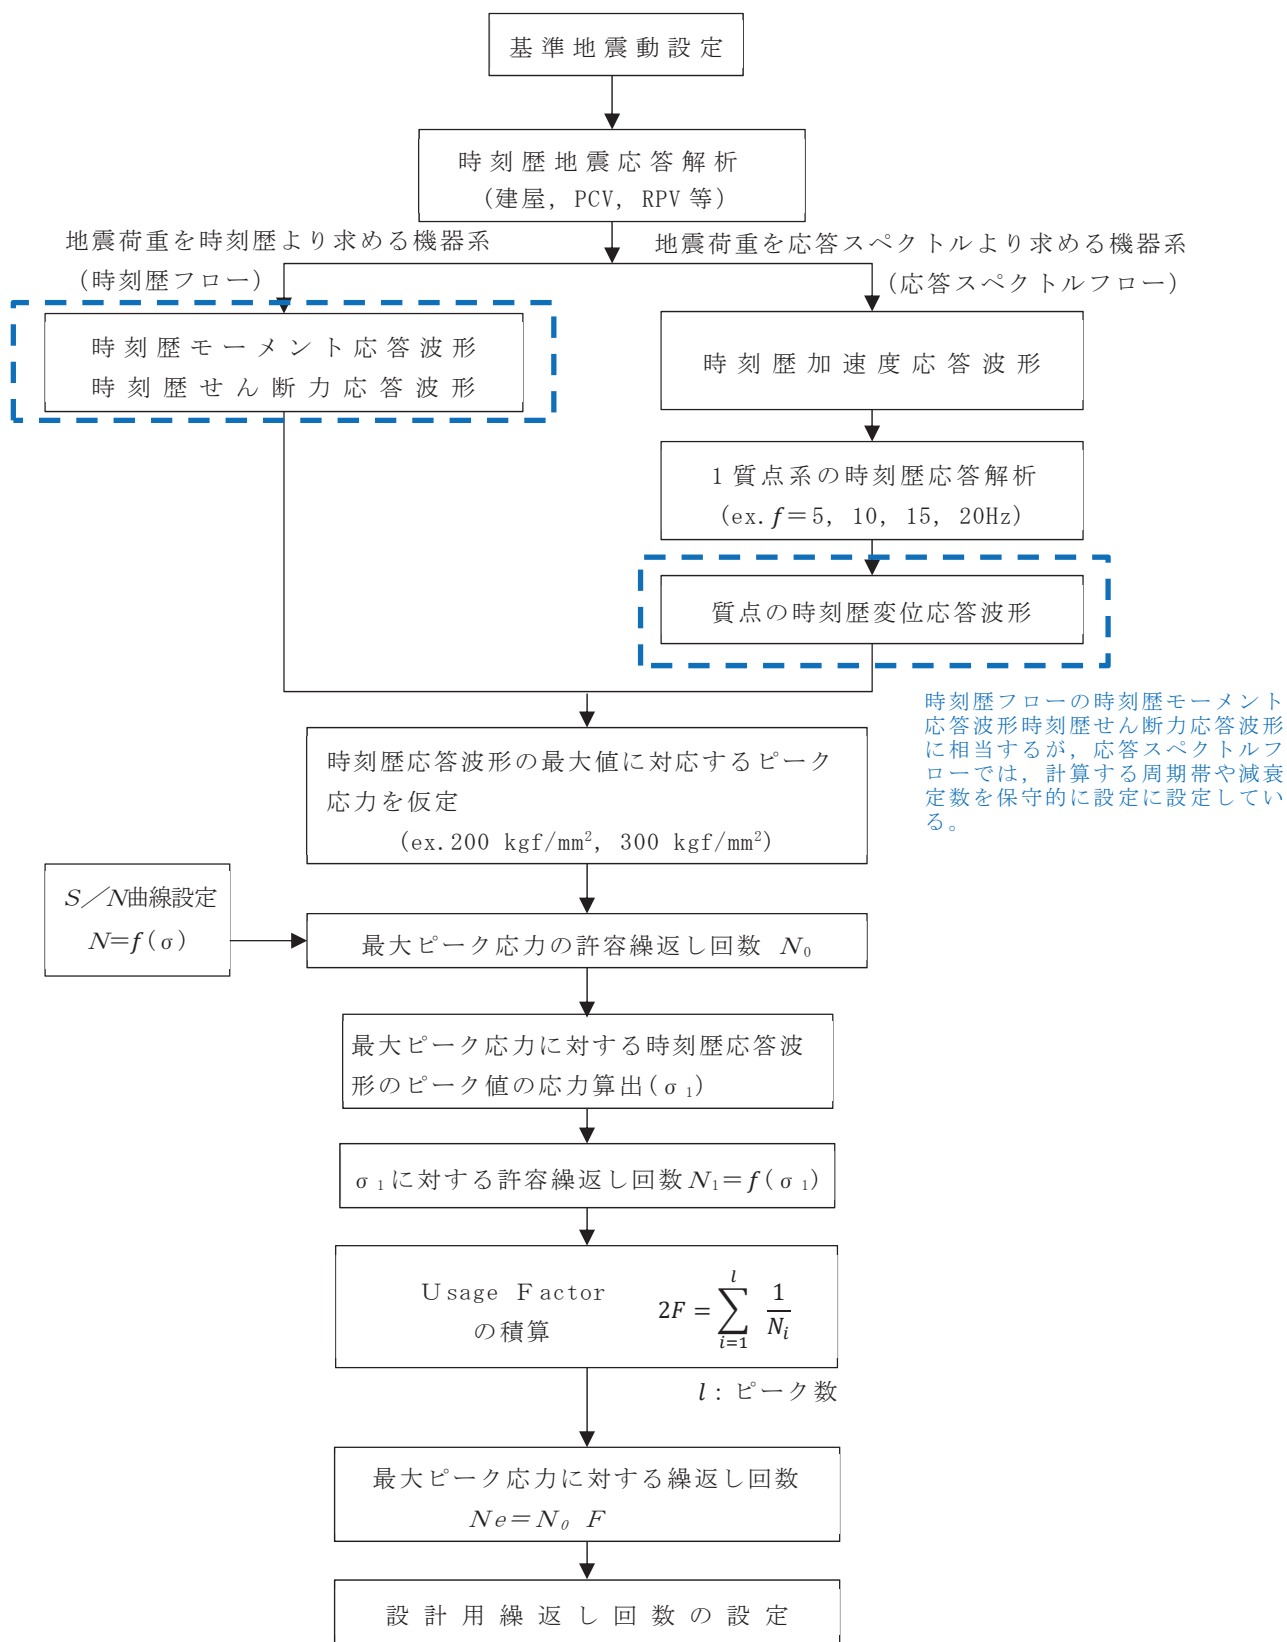 基準地震動設定
時刻歴地震応答解析
(建屋, PCV, RPV 等)
地震荷重を時刻歴より求める機器系
(時刻歴フロー)
地震荷重を応答スペクトルより求める機器系
(応答スペクトルフロー)
時刻歴モーメント応答波形
時刻歴せん断力応答波形
時刻歴加速度応答波形
1 質点系の時刻歴応答解析
(ex. f＝5, 10, 15, 20Hz)
質点の時刻歴変位応答波形
時刻歴フローの時刻歴モーメント
応答波形時刻歴せん断力応答波形
に相当するが，応答スペクトルフ
ローでは，計算する周期帯や減衰
定数を保守的に設定に設定してい
る。
時刻歴応答波形の最大値に対応するピーク
応力を仮定
(ex. 200 kgf/mm², 300 kgf/mm²)
S／N曲線設定
N=f(σ)
最大ピーク応力の許容繰返し回数 N₀
最大ピーク応力に対する時刻歴応答波
形のピーク値の応力算出(σ₁)
σ₁に対する許容繰返し回数N₁＝f(σ₁)
Usage Factor
の積算
2F = \sum_{i=1}^{l} \frac{1}{N_i}
l : ピーク数
最大ピーク応力に対する繰返し回数
Ne＝N₀ F
設計用繰返し回数の設定